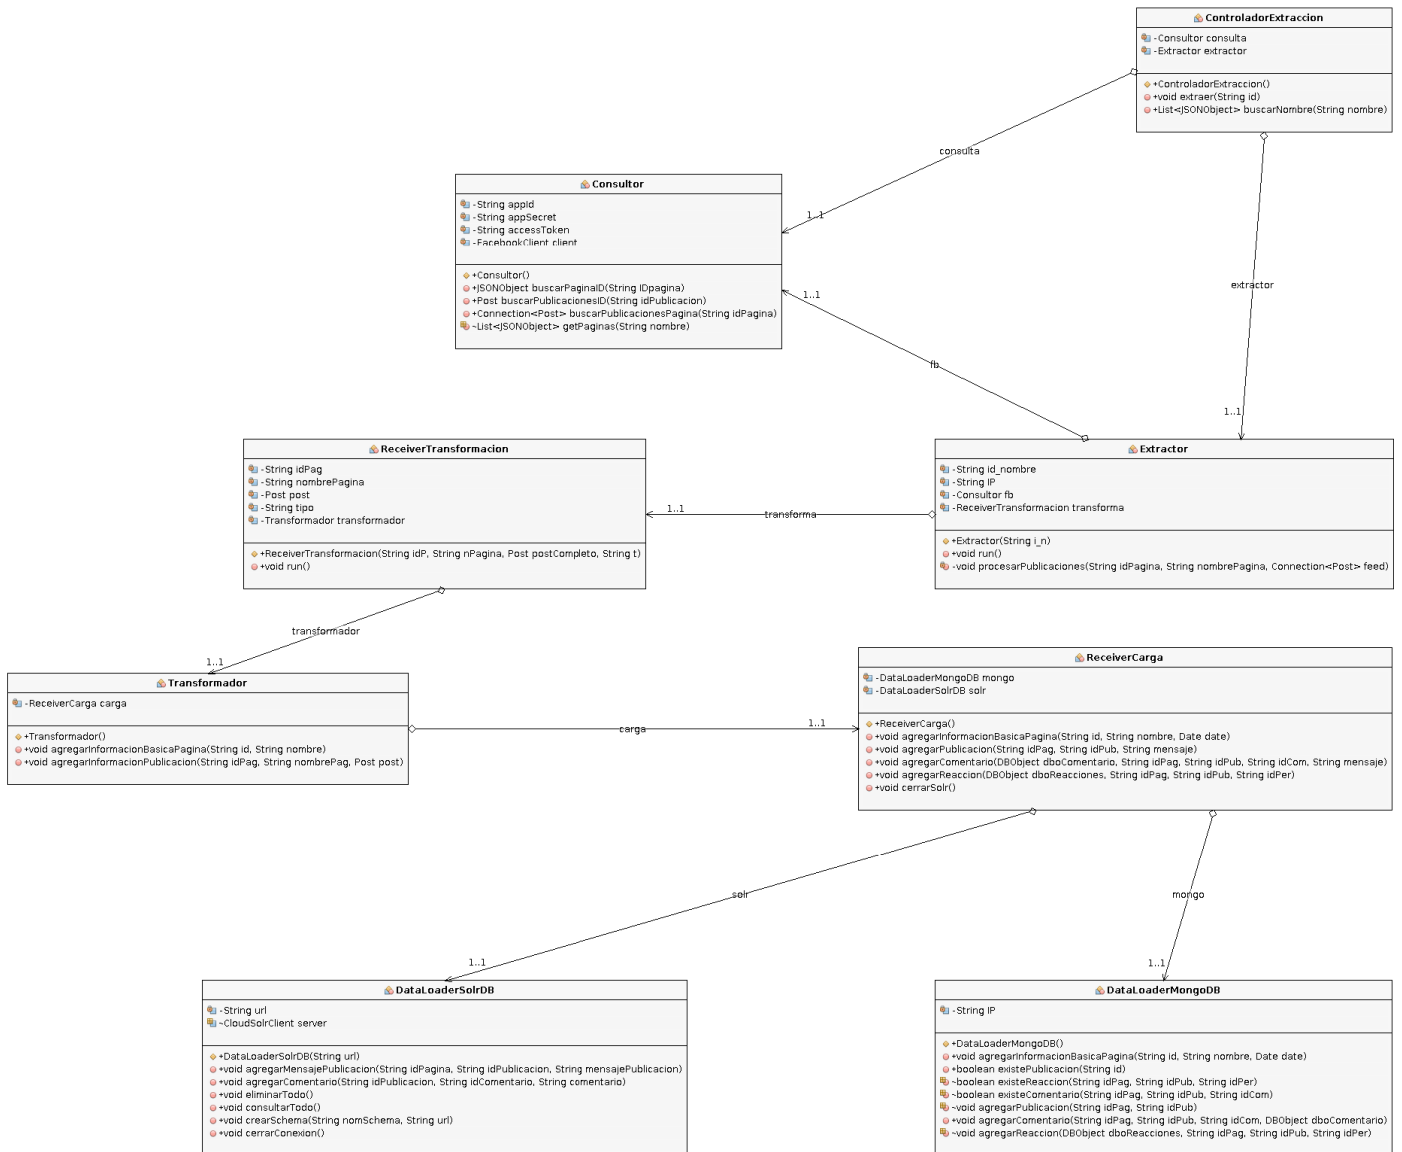 ControladorExtraccion
-Consultor consulta
-Extractor extractor
+ControladorExtraccion()
+void extraer(String id)
+List<JSONObject> buscarNombre(String nombre)
consulta
1..1
Consultor
-String appId
-String appSecret
-String accessToken
-FacebookClient client
+Consultor()
+JSONObject buscarPaginaID(String IDpagina)
+Post buscarPublicacionesID(String idPublicacion)
+Connection<Post> buscarPublicacionesPagina(String idPagina)
~List<JSONObject> getPaginas(String nombre)
extractor
1..1
1..1
fb
ReceiverTransformacion
-String idPag
-String nombrePagina
-Post post
-String tipo
-Transformador transformador
+ReceiverTransformacion(String idP, String nPagina, Post postCompleto, String t)
+void run()
1..1
transforma
Extractor
-String id_nombre
-String IP
-Consultor fb
-ReceiverTransformacion transforma
+Extractor(String i_n)
+void run()
-void procesarPublicaciones(String idPagina, String nombrePagina, Connection<Post> feed)
transformador
1..1
Transformador
-ReceiverCarga carga
+Transformador()
+void agregarInformacionBasicaPagina(String id, String nombre)
+void agregarInformacionPublicacion(String idPag, String nombrePag, Post post)
carga
1..1
ReceiverCarga
-DataLoaderMongoDB mongo
-DataLoaderSolrDB solr
+ReceiverCarga()
+void agregarInformacionBasicaPagina(String id, String nombre, Date date)
+void agregarPublicacion(String idPag, String idPub, String mensaje)
+void agregarComentario(DBObject dboComentario, String idPag, String idPub, String idCom, String mensaje)
+void agregarReaccion(DBObject dboReacciones, String idPag, String idPub, String idPer)
+void cerrarSolr()
solr
1..1
mongo
1..1
DataLoaderSolrDB
-String url
~CloudSolrClient server
+DataLoaderSolrDB(String url)
+void agregarMensajePublicacion(String idPagina, String idPublicacion, String mensajePublicacion)
+void agregarComentario(String idPublicacion, String idComentario, String comentario)
+void eliminarTodo()
+void consultarTodo()
+void crearSchema(String nomSchema, String url)
+void cerrarConexion()
DataLoaderMongoDB
-String IP
+DataLoaderMongoDB()
+void agregarInformacionBasicaPagina(String id, String nombre, Date date)
+boolean existePublicacion(String id)
~boolean existeReaccion(String idPag, String idPub, String idPer)
~boolean existeComentario(String idPag, String idPub, String idCom)
~void agregarPublicacion(String idPag, String idPub)
+void agregarComentario(String idPag, String idPub, String idCom, DBObject dboComentario)
~void agregarReaccion(DBObject dboReacciones, String idPag, String idPub, String idPer)